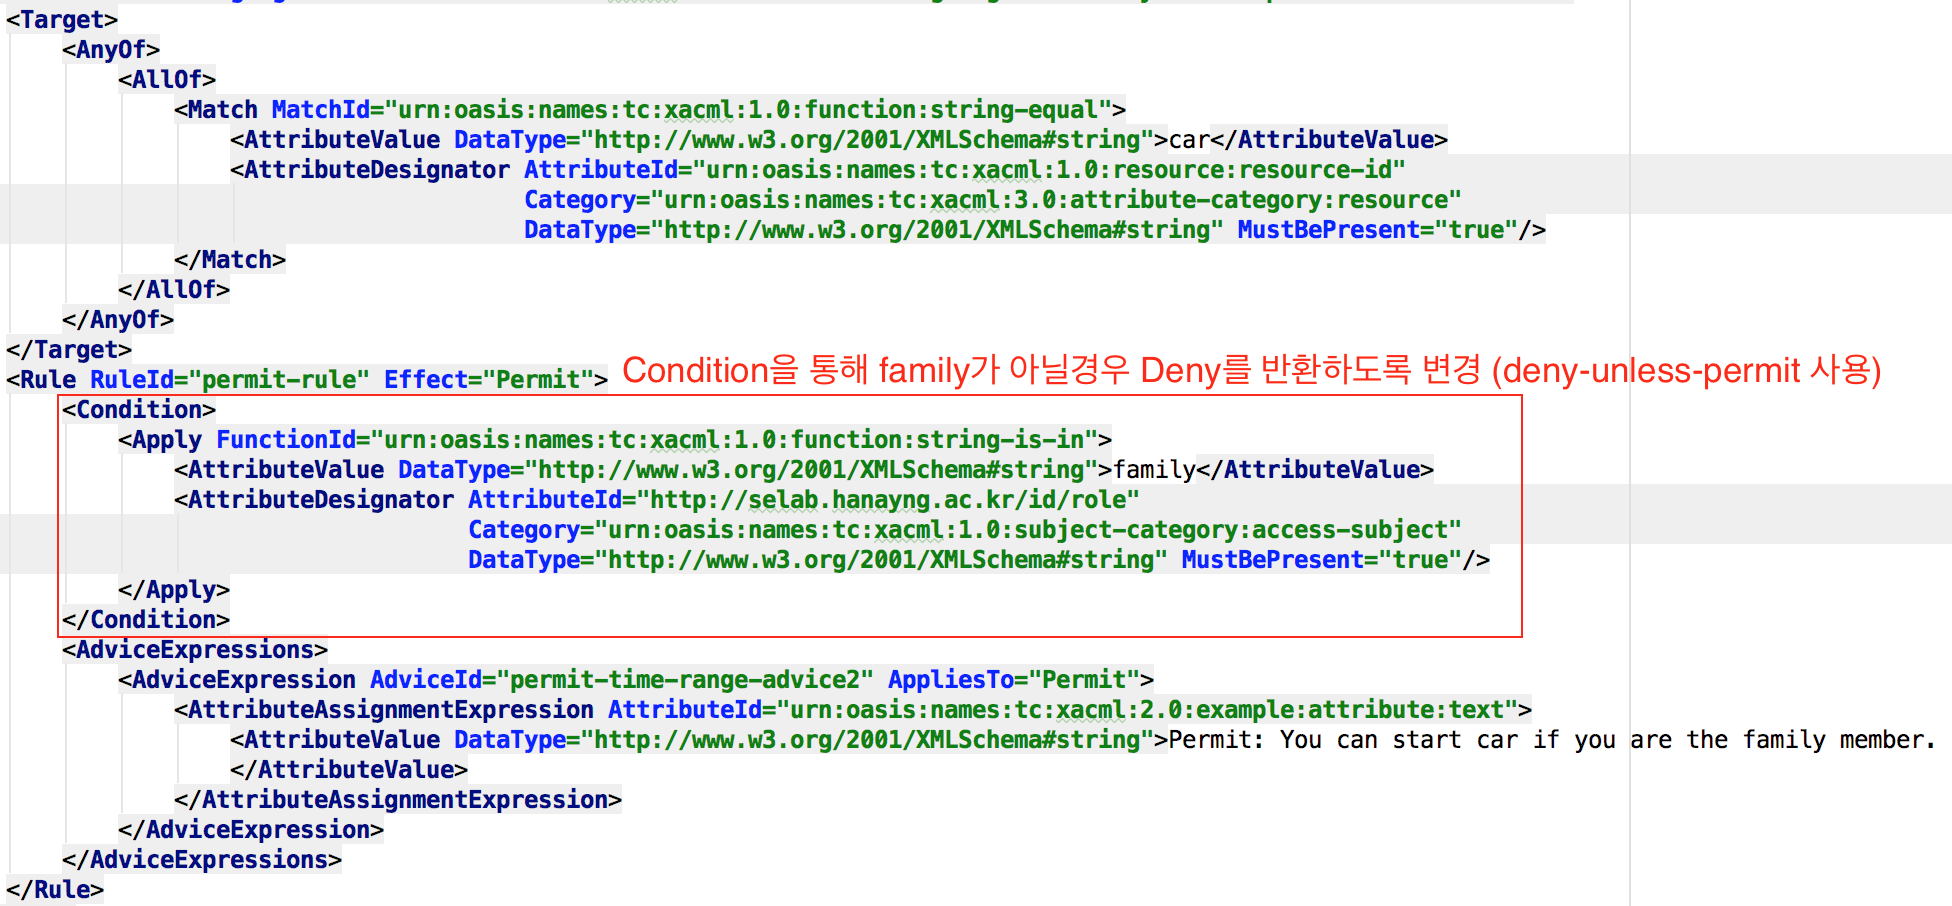 <Target>
<AnyOf>
<AllOf>
<Match MatchId="urn:oasis:names:tc:xacml:1.0:function:string-equal">
<AttributeValue DataType="http://www.w3.org/2001/XMLSchema#string">car</AttributeValue>
<AttributeDesignator AttributeId="urn:oasis:names:tc:xacml:1.0:resource:resource-id"
Category="urn:oasis:names:tc:xacml:3.0:attribute-category:resource"
DataType="http://www.w3.org/2001/XMLSchema#string" MustBePresent="true"/>
</Match>
</AllOf>
</AnyOf>
</Target>
<Rule RuleId="permit-rule" Effect="Permit"> Condition을 통해 family가 아닐경우 Deny를 반환하도록 변경 (deny-unless-permit 사용)
<Condition>
<Apply FunctionId="urn:oasis:names:tc:xacml:1.0:function:string-is-in">
<AttributeValue DataType="http://www.w3.org/2001/XMLSchema#string">family</AttributeValue>
<AttributeDesignator AttributeId="http://selab.hanayng.ac.kr/id/role"
Category="urn:oasis:names:tc:xacml:1.0:subject-category:access-subject"
DataType="http://www.w3.org/2001/XMLSchema#string" MustBePresent="true"/>
</Apply>
</Condition>
<AdviceExpressions>
<AdviceExpression AdviceId="permit-time-range-advice2" AppliesTo="Permit">
<AttributeAssignmentExpression AttributeId="urn:oasis:names:tc:xacml:2.0:example:attribute:text">
<AttributeValue DataType="http://www.w3.org/2001/XMLSchema#string">Permit: You can start car if you are the family member.
</AttributeValue>
</AttributeAssignmentExpression>
</AdviceExpression>
</AdviceExpressions>
</Rule>